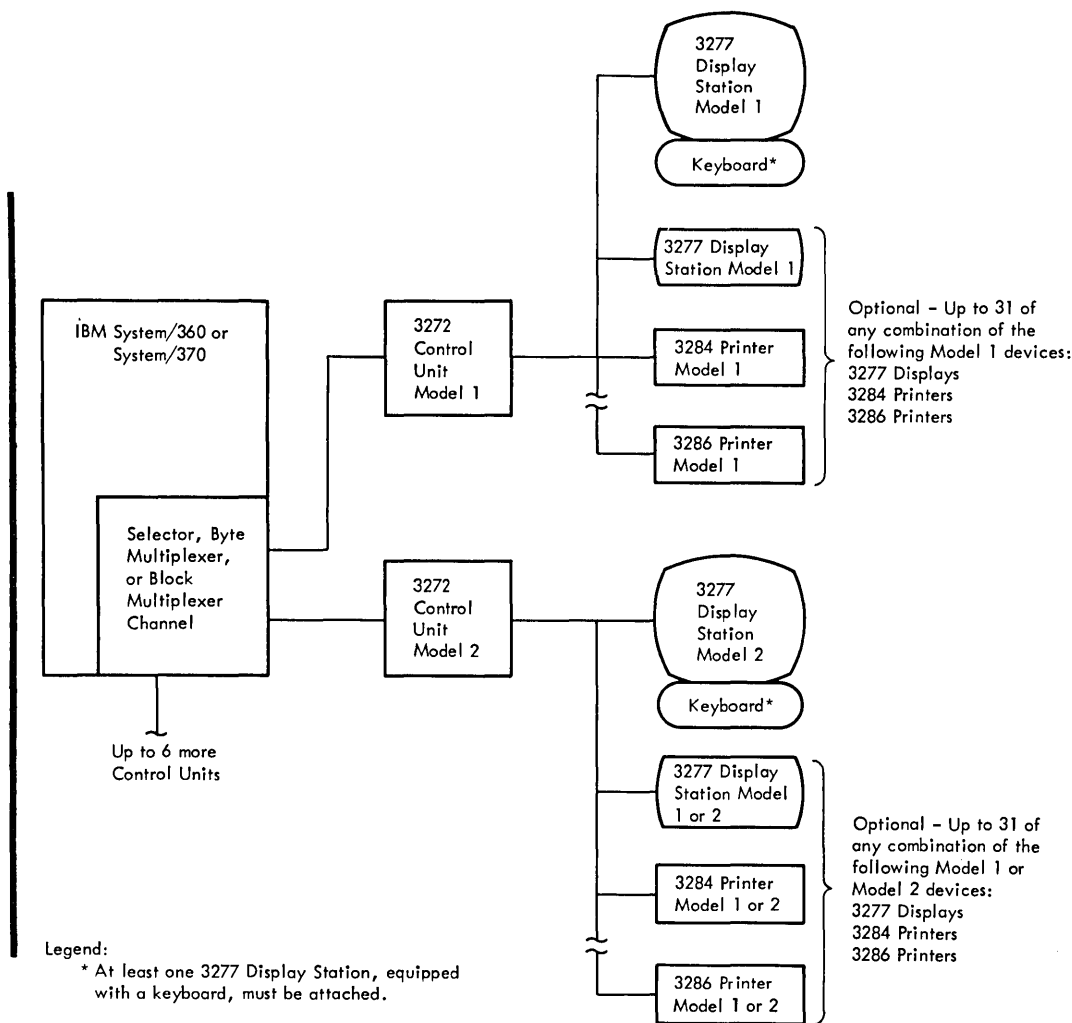 3277
Display
Station
Model 1
Keyboard*
3277 Display
Station Model 1
3284 Printer
Model 1
3286 Printer
Model 1
Optional - Up to 31 of
any combination of the
following Model 1 devices:
3277 Displays
3284 Printers
3286 Printers
IBM System/360 or
System/370
3272
Control
Unit
Model 1
Selector, Byte
Multiplexer,
or Block
Multiplexer
Channel
3272
Control
Unit
Model 2
Up to 6 more
Control Units
3277
Display
Station
Model 2
Keyboard*
3277 Display
Station Model
1 or 2
3284 Printer
Model 1 or 2
3286 Printer
Model 1 or 2
Optional - Up to 31 of
any combination of the
following Model 1 or
Model 2 devices:
3277 Displays
3284 Printers
3286 Printers
Legend:
* At least one 3277 Display Station, equipped
with a keyboard, must be attached.